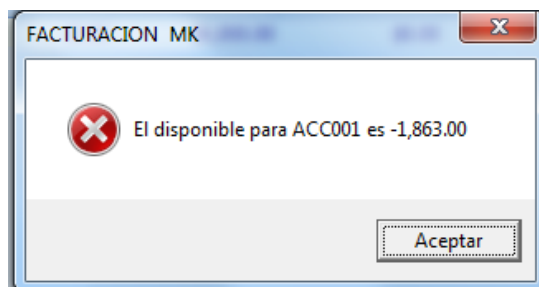 FACTURACION MK
El disponible para ACC001 es -1,863.00
Aceptar